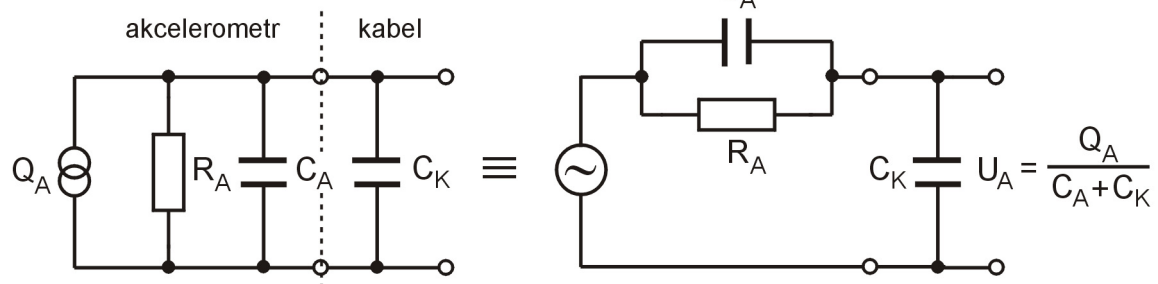 akcelerometr
kabel
Q_A
R_A
C_A
C_K
≡
A
R_A
~
C_K
U_A = Q_A / (C_A + C_K)